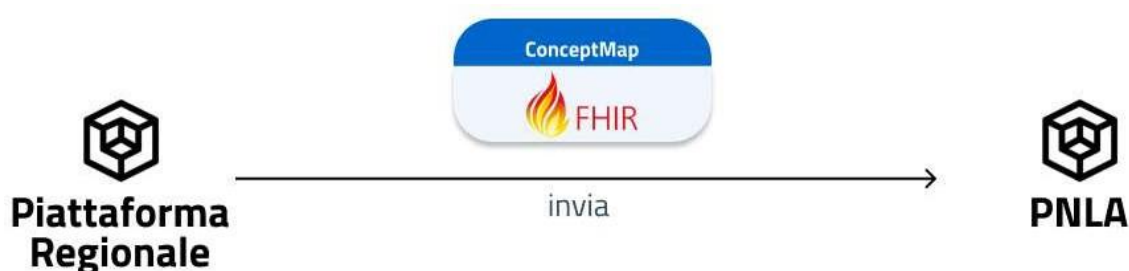 ConceptMap
FHIR
invia
Piattaforma
Regionale
PNLA